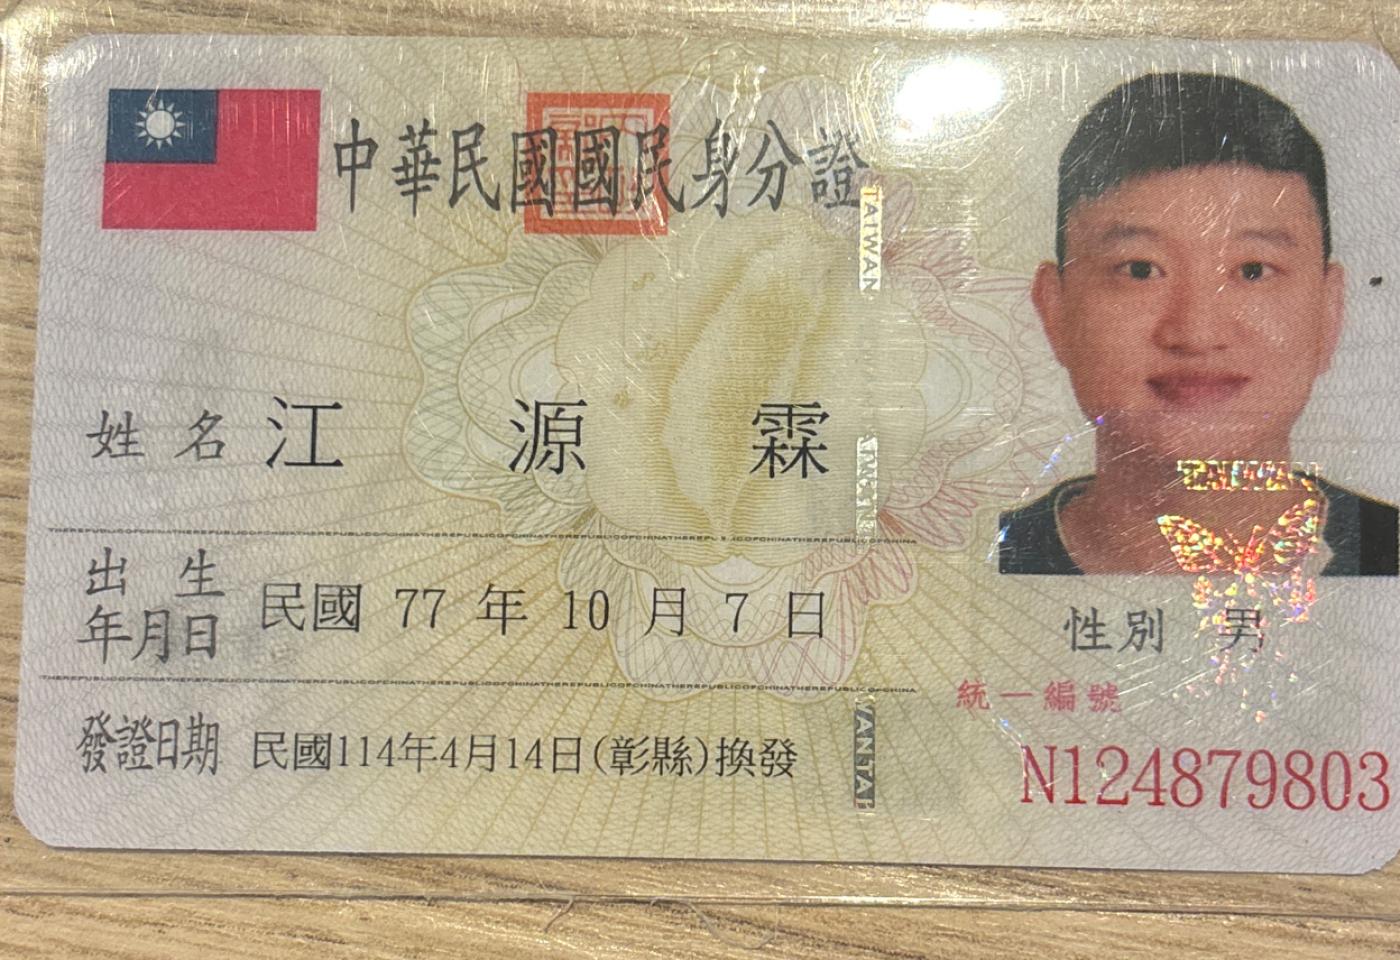 中華民國國民身分證
TAIWAN
姓名 江源霖
出生年月日 民國 77 年 10 月 7 日
性別 男
發證日期 民國114年4月14日(彰縣)換發
統一編號
N124879803